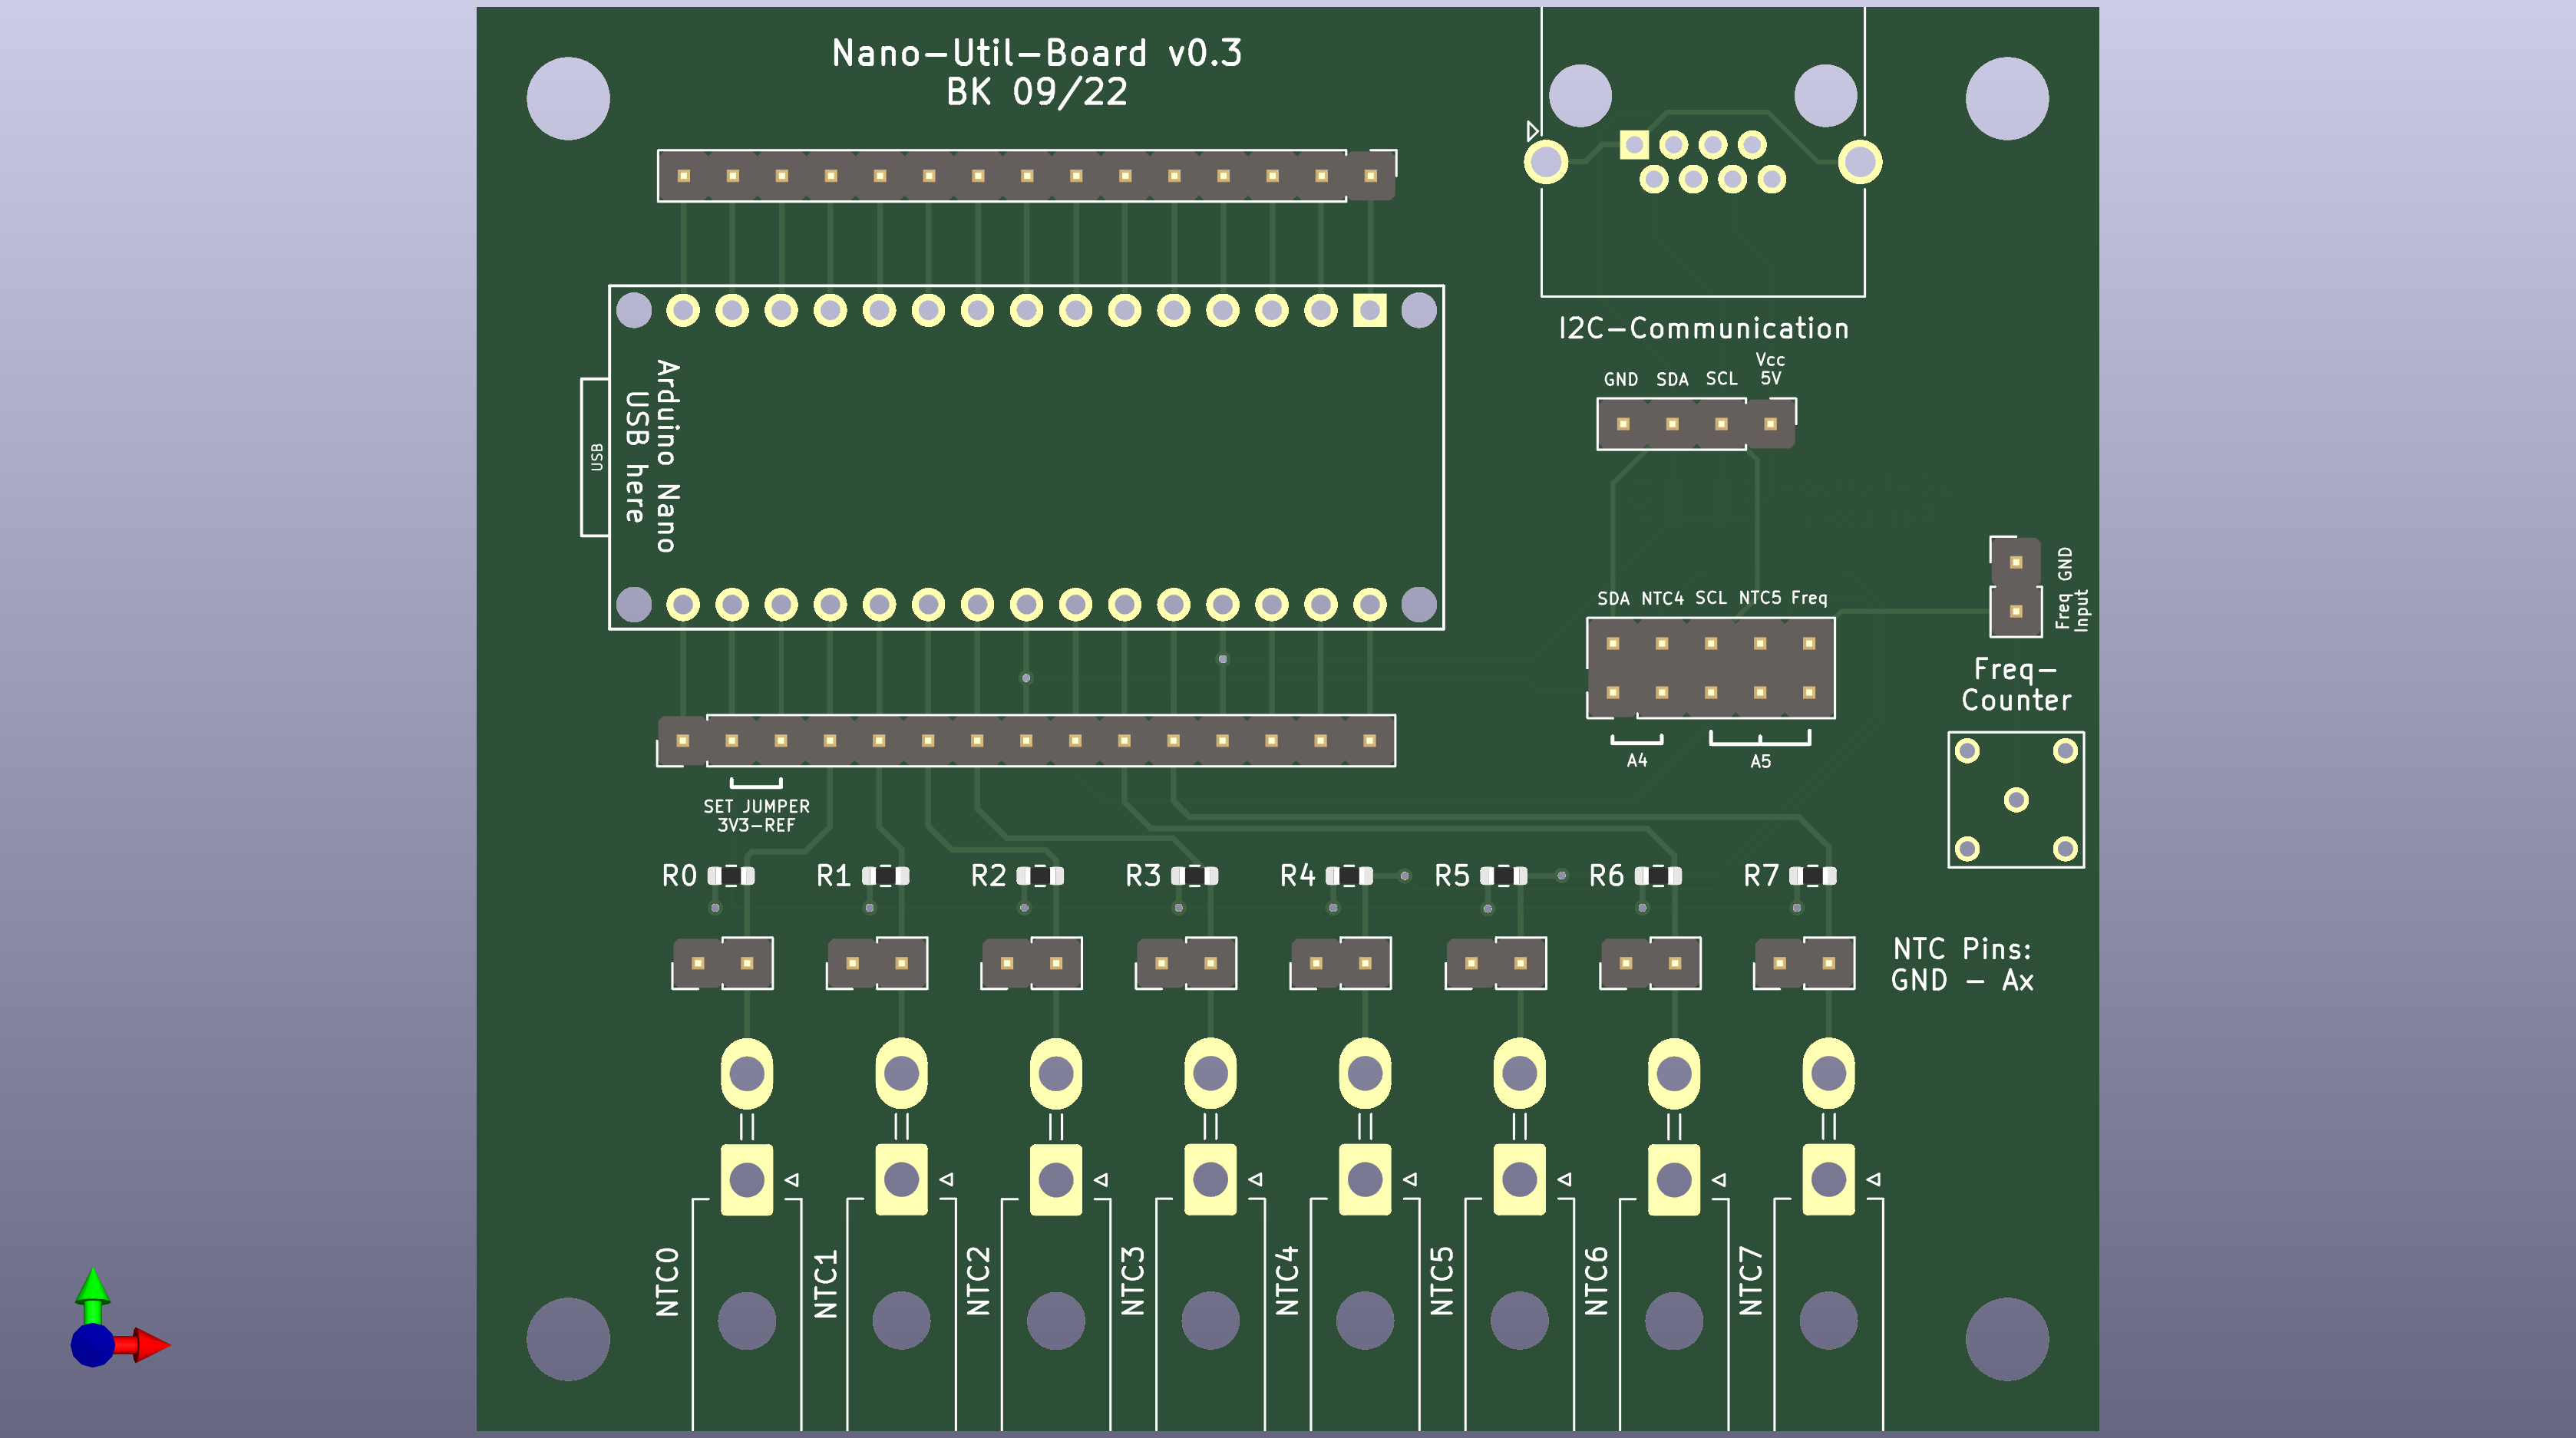 Nano-Util-Board v0.3
BK 09/22
I2C-Communication
Vcc
GND SDA SCL 5V
Arduino Nano
USB here
USB
GND
Freq
Input
SDA NTC4 SCL NTC5 Freq
Freq-
Counter
A4 A5
SET JUMPER
3V3-REF
R0 R1 R2 R3 R4 R5 R6 R7
NTC Pins:
GND - Ax
NTC0 NTC1 NTC2 NTC3 NTC4 NTC5 NTC6 NTC7